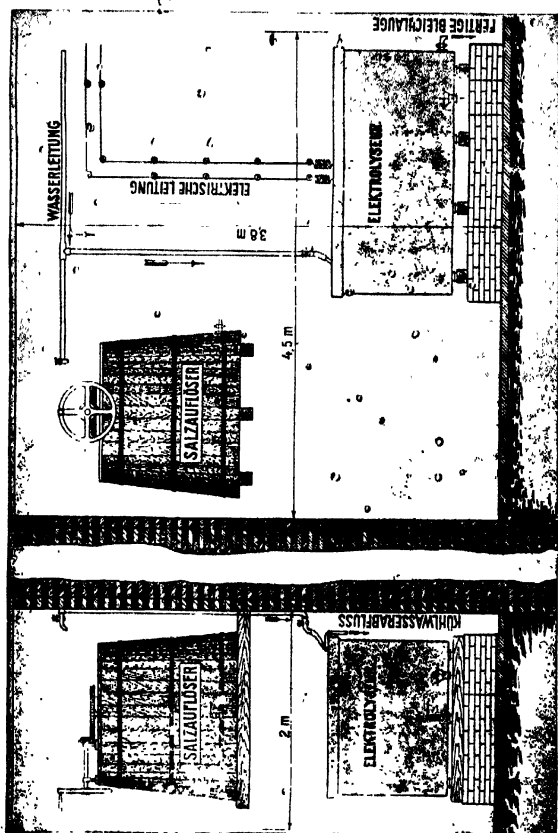 WASSERLEITUNG
ELEKTRISCHE LEITUNG
FERTIGE BLEICHLAUGE
3,8 m
SALZAUFLÖSER
ELEKTROLYSEUR
4,5 m
SALZAUFLÖSER
KÜHLWASSERABFLUSS
ELEKTROLYSEUR
2 m